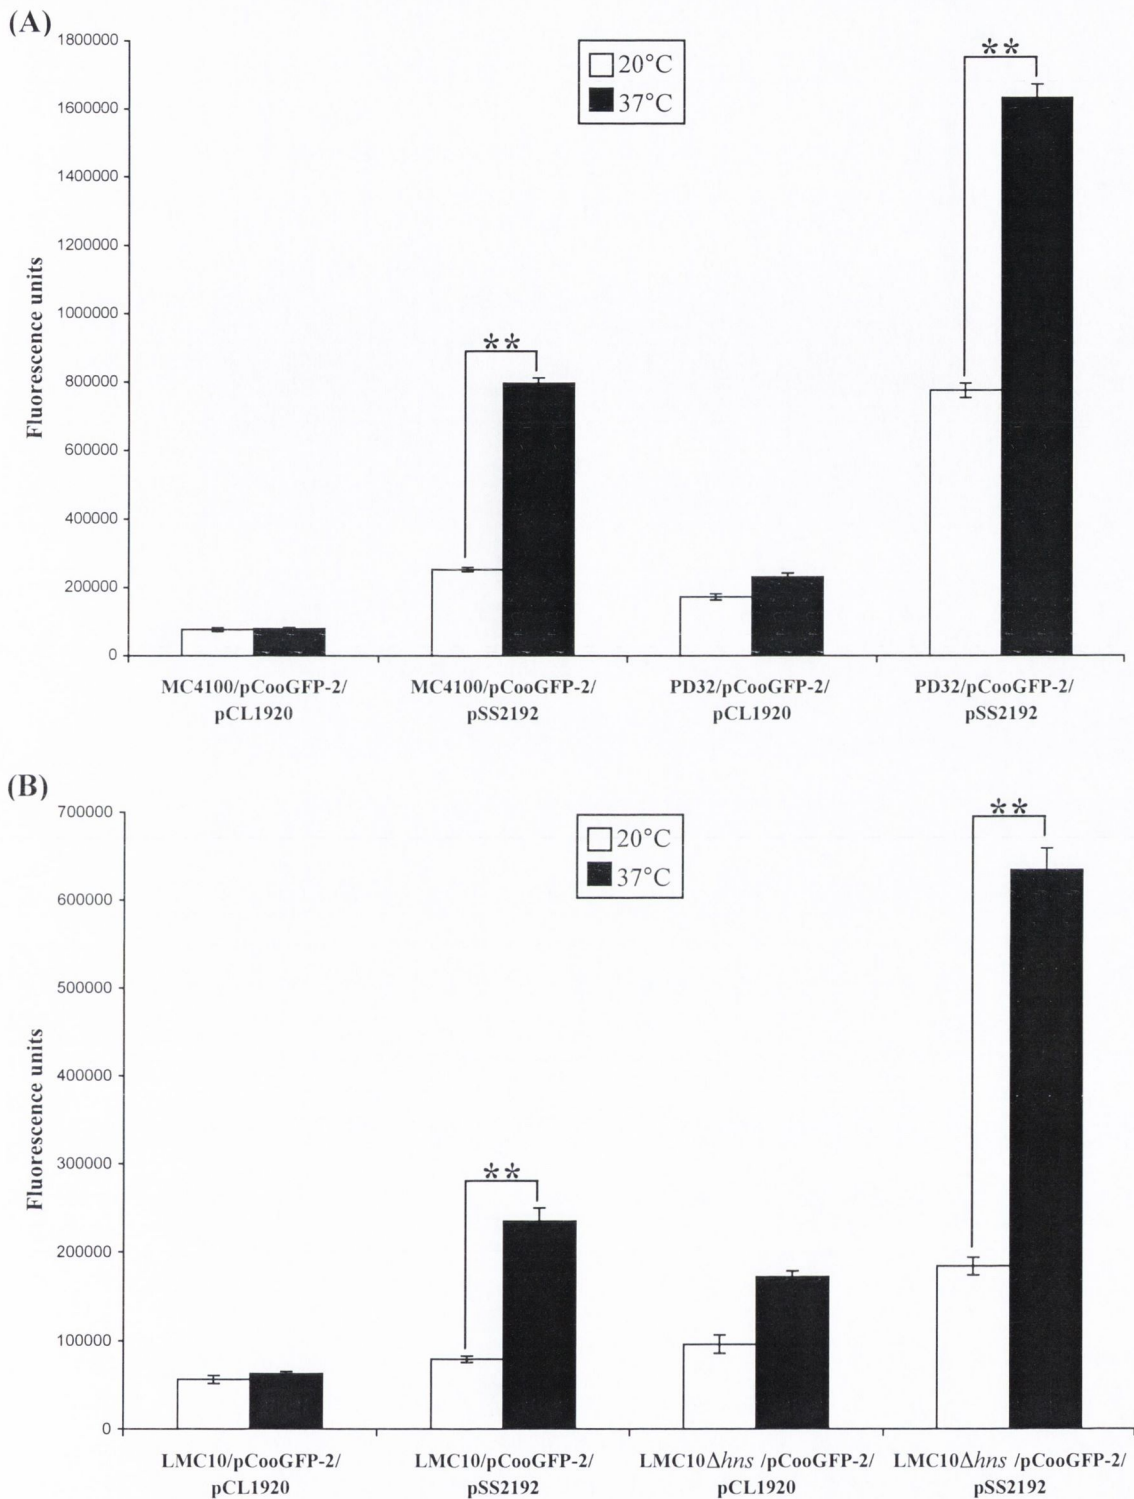 (A)
1800000
1600000
1400000
1200000
1000000
800000
600000
400000
200000
0
Fluorescence units
20°C
37°C
**
**
MC4100/pCooGFP-2/
pCL1920
MC4100/pCooGFP-2/
pSS2192
PD32/pCooGFP-2/
pCL1920
PD32/pCooGFP-2/
pSS2192
(B)
700000
600000
500000
400000
300000
200000
100000
0
Fluorescence units
20°C
37°C
**
**
LMC10/pCooGFP-2/
pCL1920
LMC10/pCooGFP-2/
pSS2192
LMC10Δhns /pCooGFP-2/
pCL1920
LMC10Δhns /pCooGFP-2/
pSS2192